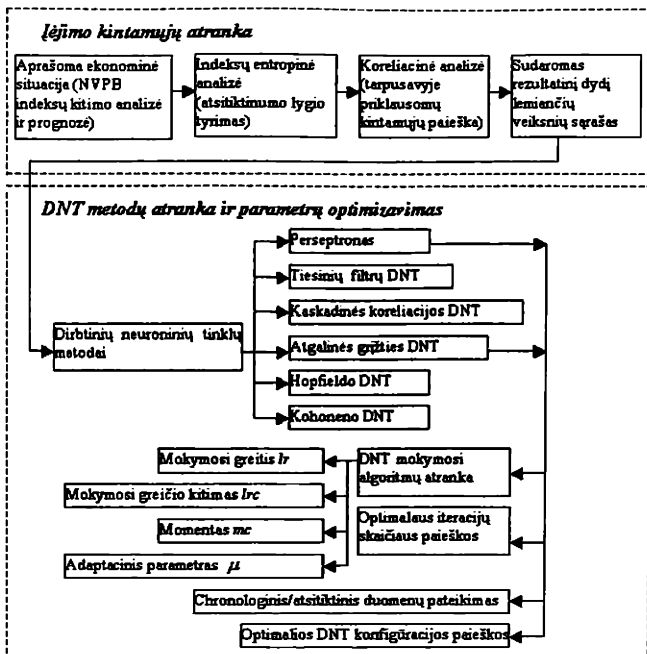 Įėjimo kintamųjų atranka
Aprašoma ekonominė
situacija (NVPB
indeksų kitimo analizė
ir prognozė)
Indeksų entropinė
analizė
(atsitiktinumo lygio
tyrimas)
Koreliacinė analizė
(tarpusavyje
priklausomų
kintamųjų paieška)
Sudaromas
rezultatinį dydį
lemiančių
veiksnių sąrašas
DNT metodų atranka ir parametrų optimizavimas
Perseptronas
Tiesinių filtrų DNT
Kaskadinės koreliacijos DNT
Dirbtinių neuroninių tinklų
metodai
Atgalinės grįžties DNT
Hopfieldo DNT
Kohoneno DNT
Mokymosi greitis lr
Mokymosi greičio kitimas lrc
Momentas mc
Adaptacinis parametras μ
DNT mokymosi
algoritmų atranka
Optimalaus iteracijų
skaičiaus paieškos
Chronologinis/atsitiktinis duomenų pateikimas
Optimalios DNT konfigūracijos paieškos